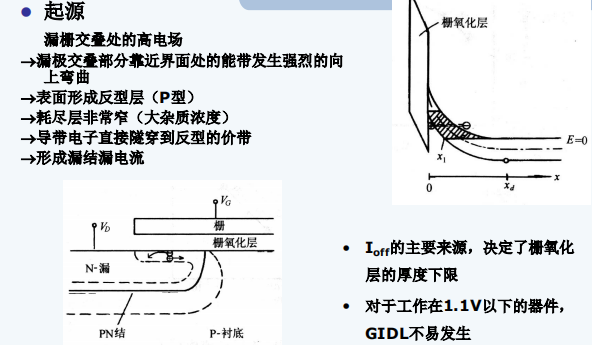 起源
漏栅交叠处的高电场
→漏极交叠部分靠近界面处的能带发生强烈的向
上弯曲
→表面形成反型层（P型）
→耗尽层非常窄（大杂质浓度）
→导带电子直接隧穿到反型的价带
→形成漏结漏电流
栅氧化层
E=0
x₁
0
x_d
x
V_G
V_D
栅
栅氧化层
N-漏
PN结
P-衬底
• I_off的主要来源，决定了栅氧化
层的厚度下限
• 对于工作在1.1V以下的器件，
GIDL不易发生